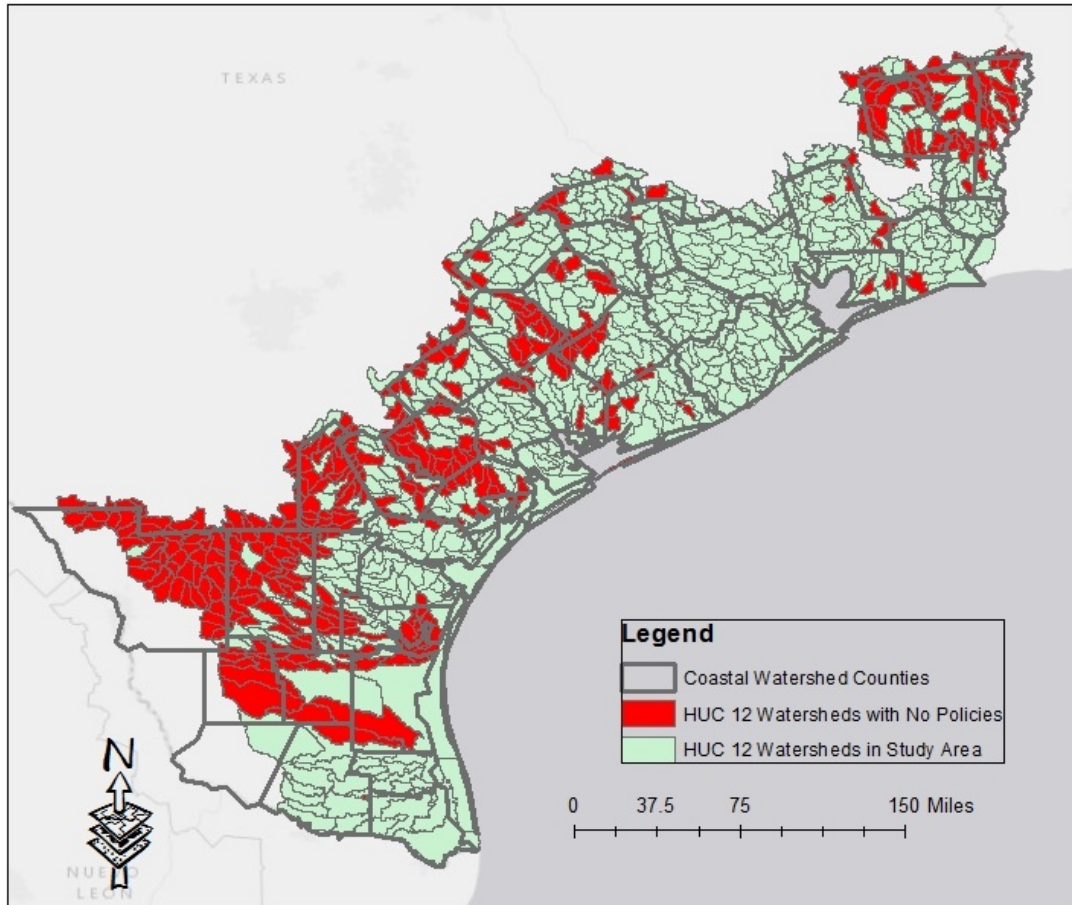 TEXAS
Legend
Coastal Watershed Counties
HUC 12 Watersheds with No Policies
HUC 12 Watersheds in Study Area
N
0 37.5 75 150 Miles
NUEVO
LEÓN